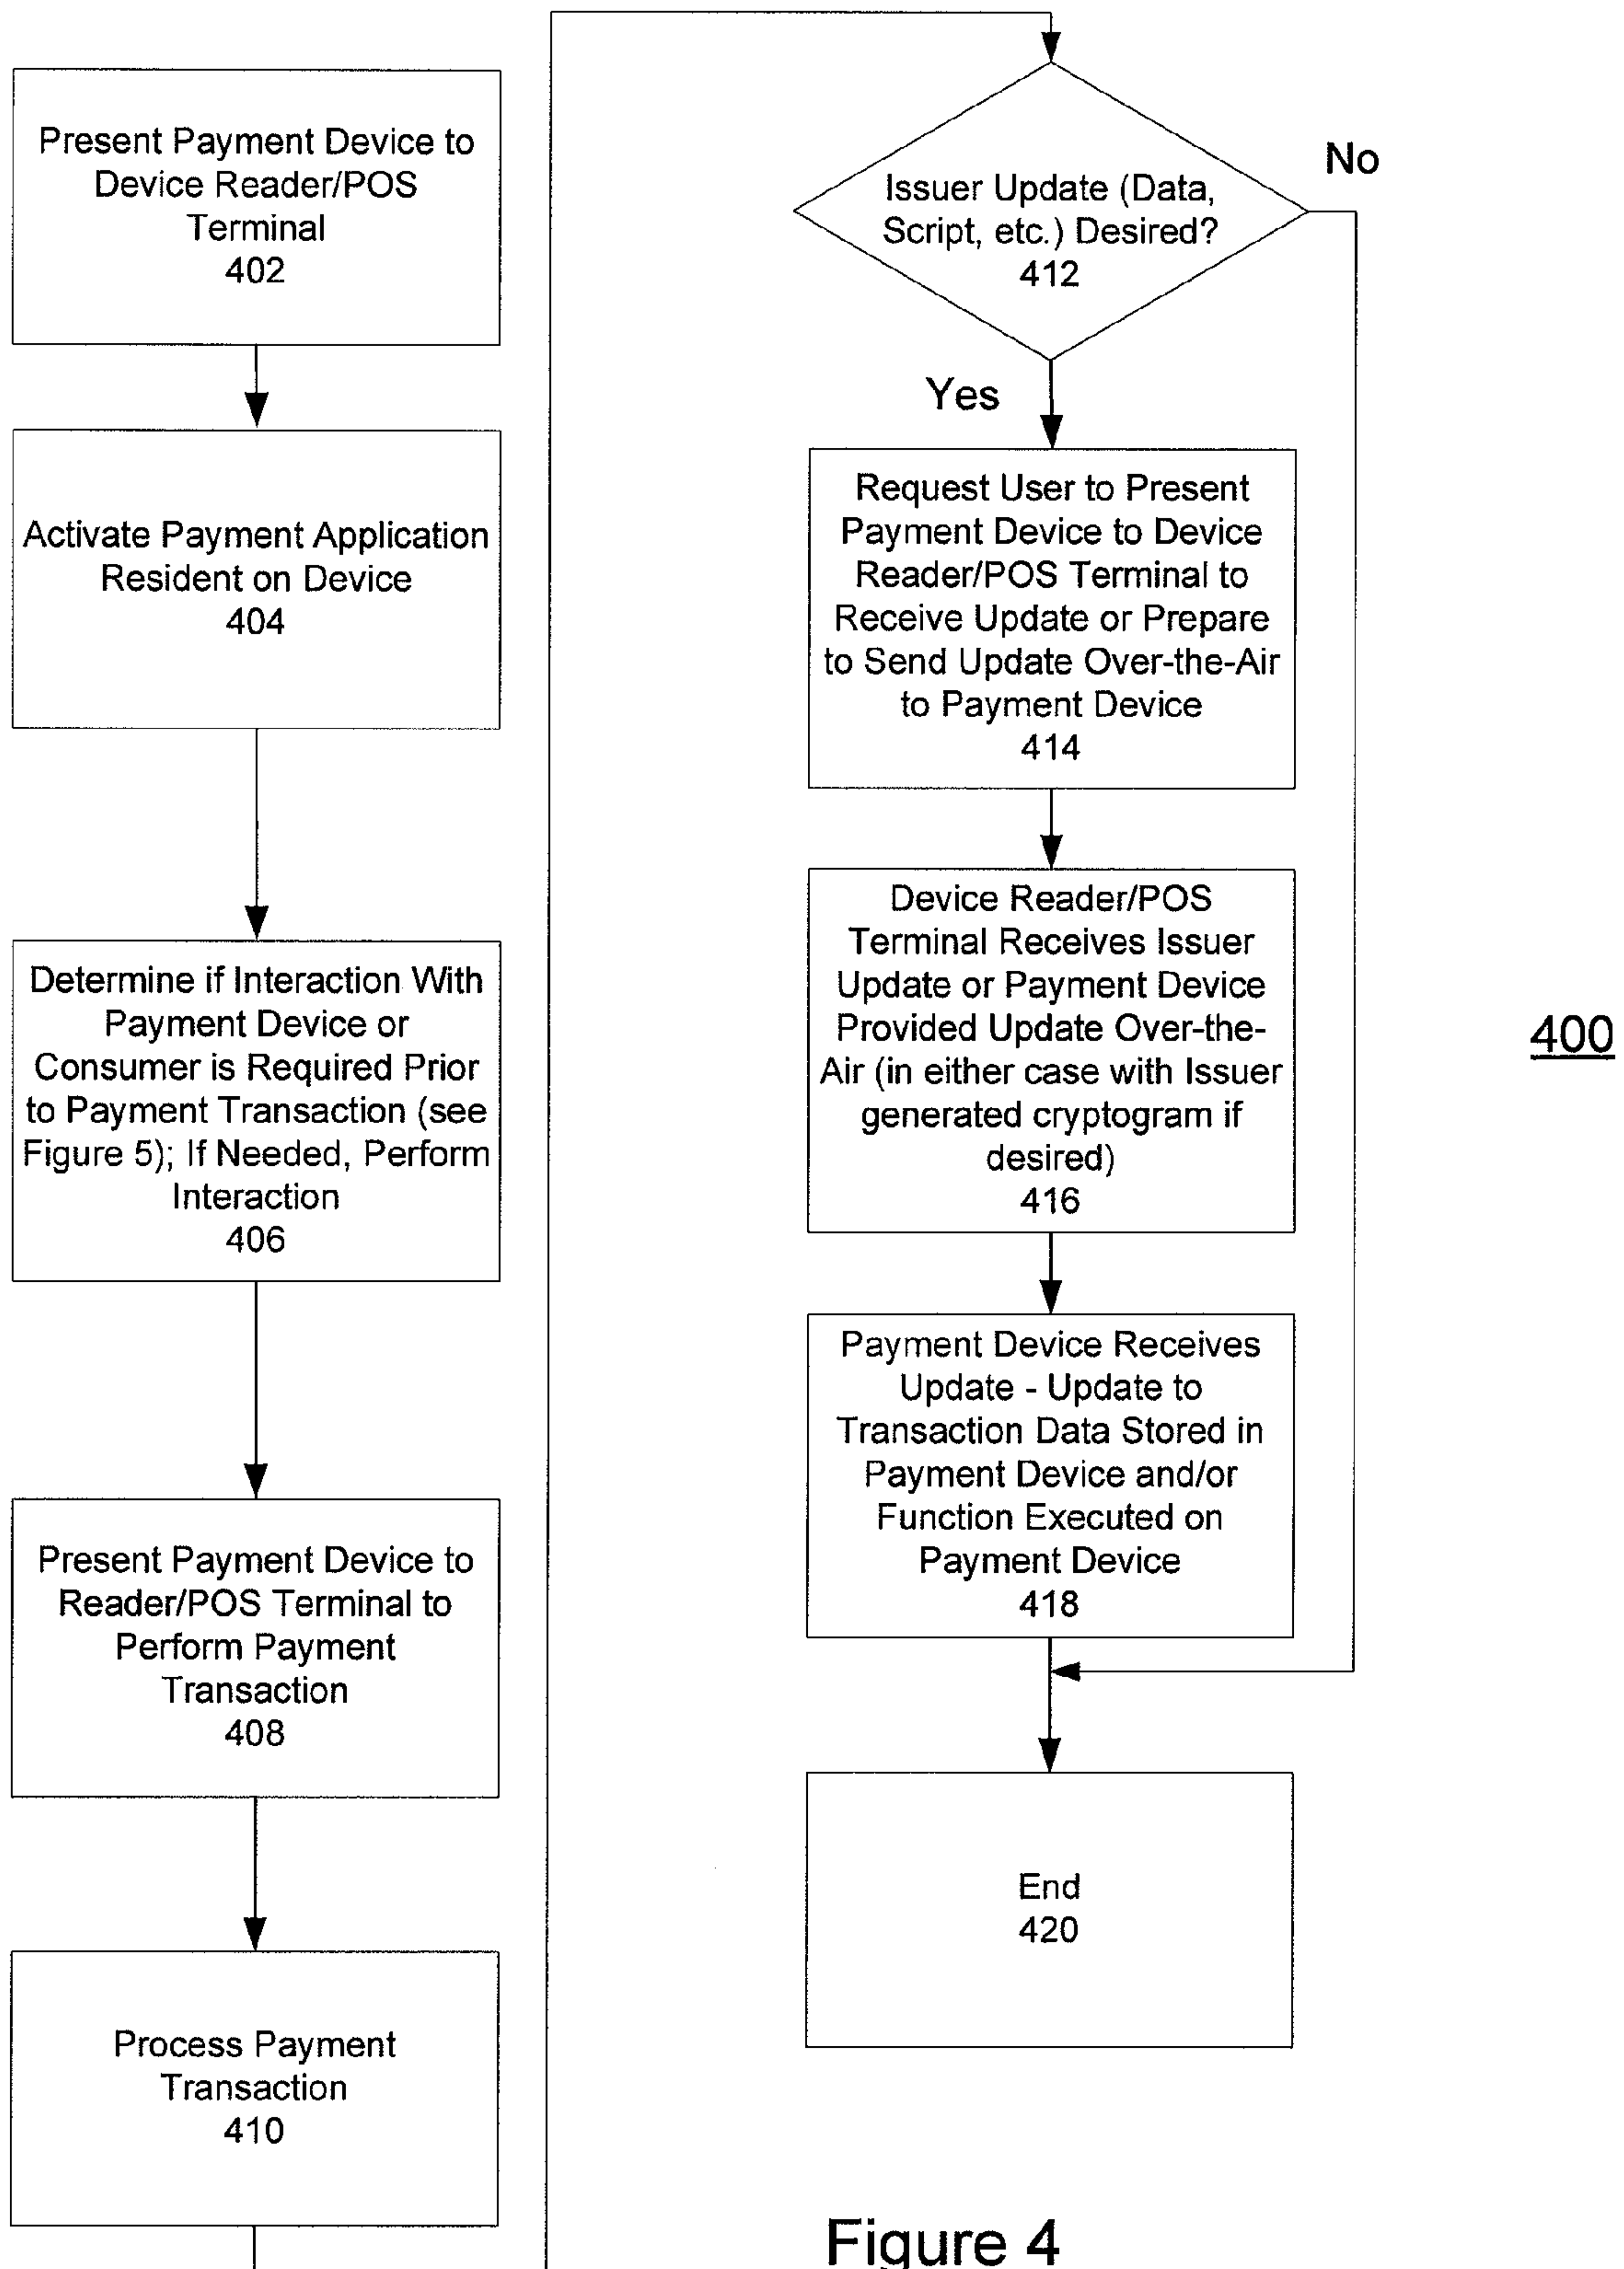 Present Payment Device to
Device Reader/POS
Terminal
402
Activate Payment Application
Resident on Device
404
Determine if Interaction With
Payment Device or
Consumer is Required Prior
to Payment Transaction (see
Figure 5); If Needed, Perform
Interaction
406
Present Payment Device to
Reader/POS Terminal to
Perform Payment
Transaction
408
Process Payment
Transaction
410
Issuer Update (Data,
Script, etc.) Desired?
412
No
Yes
Request User to Present
Payment Device to Device
Reader/POS Terminal to
Receive Update or Prepare
to Send Update Over-the-Air
to Payment Device
414
Device Reader/POS
Terminal Receives Issuer
Update or Payment Device
Provided Update Over-the-
Air (in either case with Issuer
generated cryptogram if
desired)
416
Payment Device Receives
Update - Update to
Transaction Data Stored in
Payment Device and/or
Function Executed on
Payment Device
418
End
420
400
Figure 4